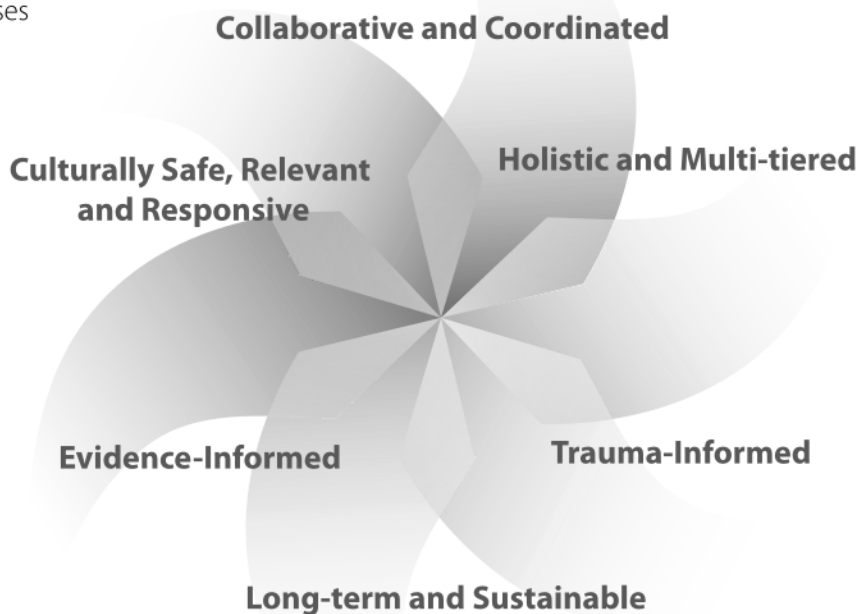 Collaborative and Coordinated
Holistic and Multi-tiered
Culturally Safe, Relevant
and Responsive
Evidence-Informed
Trauma-Informed
Long-term and Sustainable